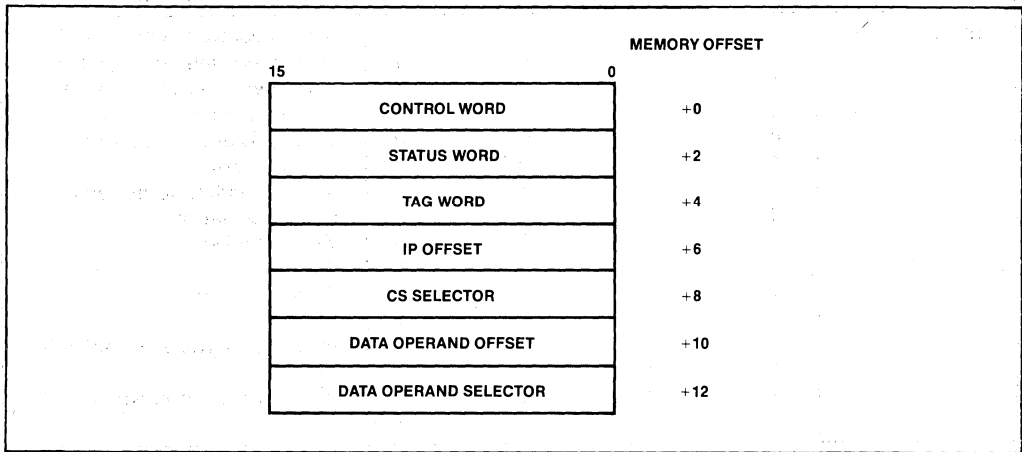 MEMORY OFFSET
15 0
CONTROL WORD +0
STATUS WORD +2
TAG WORD +4
IP OFFSET +6
CS SELECTOR +8
DATA OPERAND OFFSET +10
DATA OPERAND SELECTOR +12